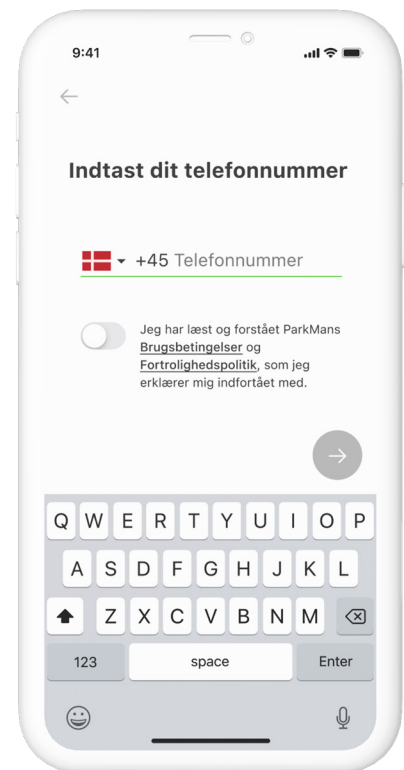 9:41
Indtast dit telefonnummer
+45 Telefonnummer
Jeg har læst og forstået ParkMans
Brugsbetingelser og
Fortrolighedspolitik, som jeg
erklærer mig indfortået med.
Q W E R T Y U I O P
A S D F G H J K L
Z X C V B N M
123 space Enter